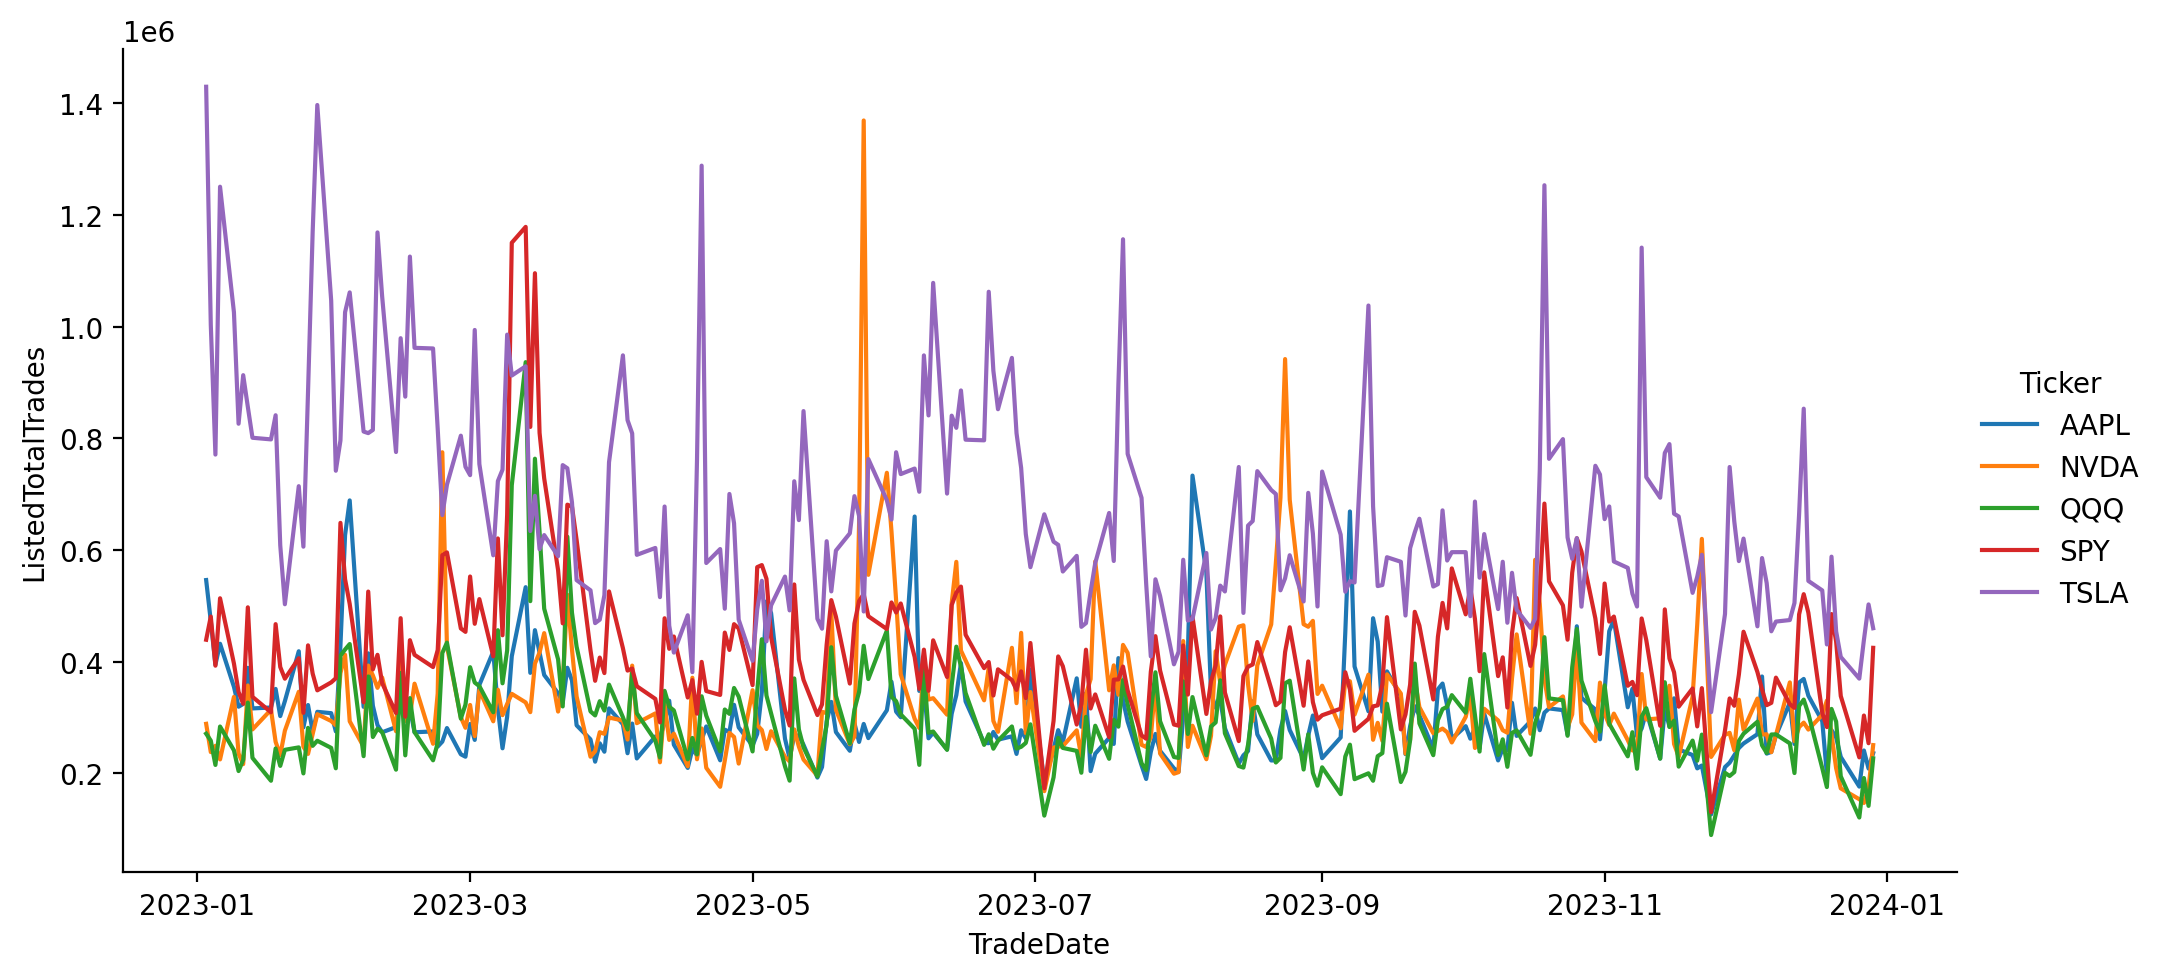 1e6
1.4
1.2
1.0
0.8
0.6
0.4
0.2
ListedTotalTrades
2023-01
2023-03
2023-05
2023-07
2023-09
2023-11
2024-01
TradeDate
Ticker
AAPL
NVDA
QQQ
SPY
TSLA